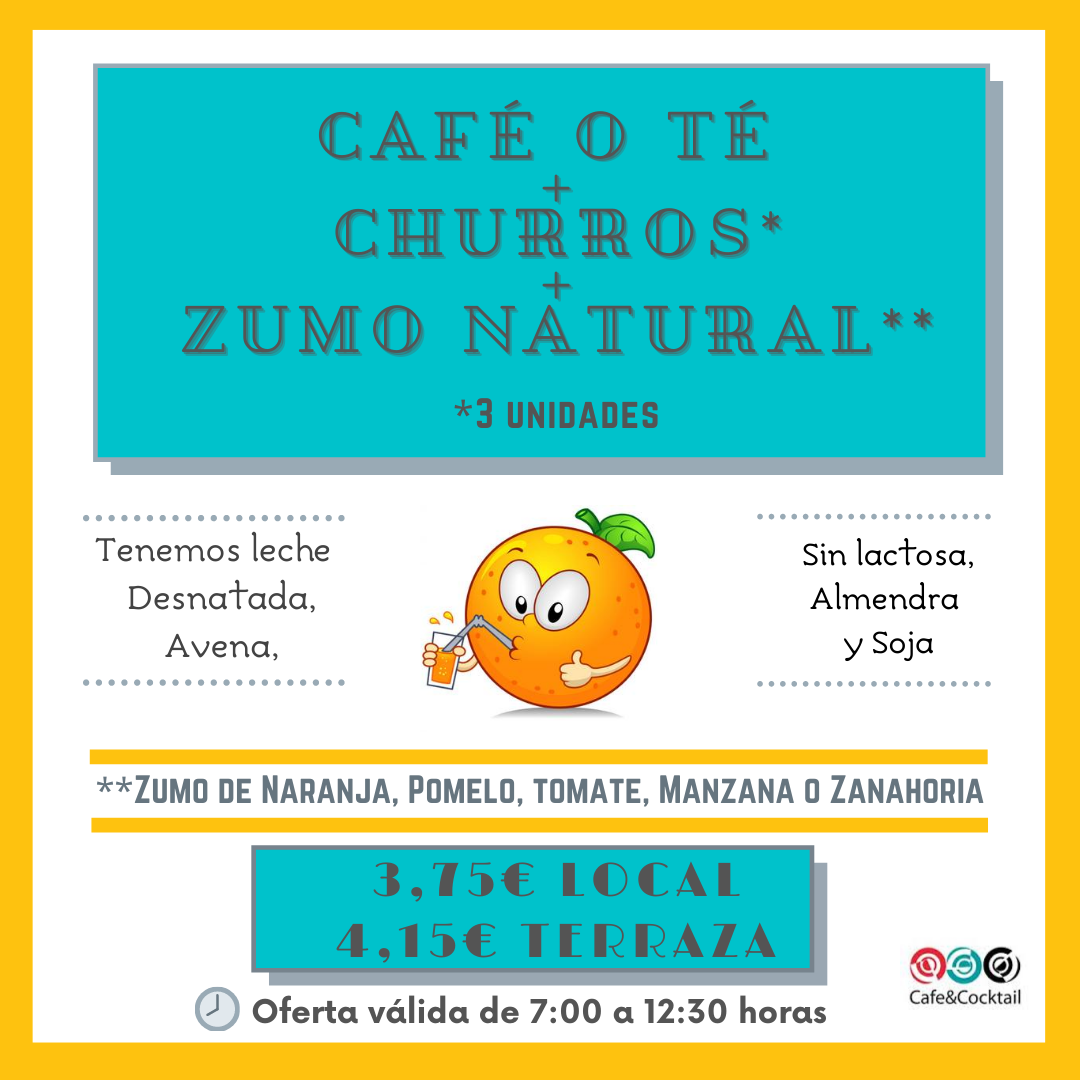 CAFÉ O TÉ
+
CHURROS*
+
ZUMO NATURAL**
*3 UNIDADES
Tenemos leche
Desnatada,
Avena,
Sin lactosa,
Almendra
y Soja
**ZUMO DE NARANJA, POMELO, TOMATE, MANZANA O ZANAHORIA
3,75€ LOCAL
4,15€ TERRAZA
Oferta válida de 7:00 a 12:30 horas
Cafe&Cocktail